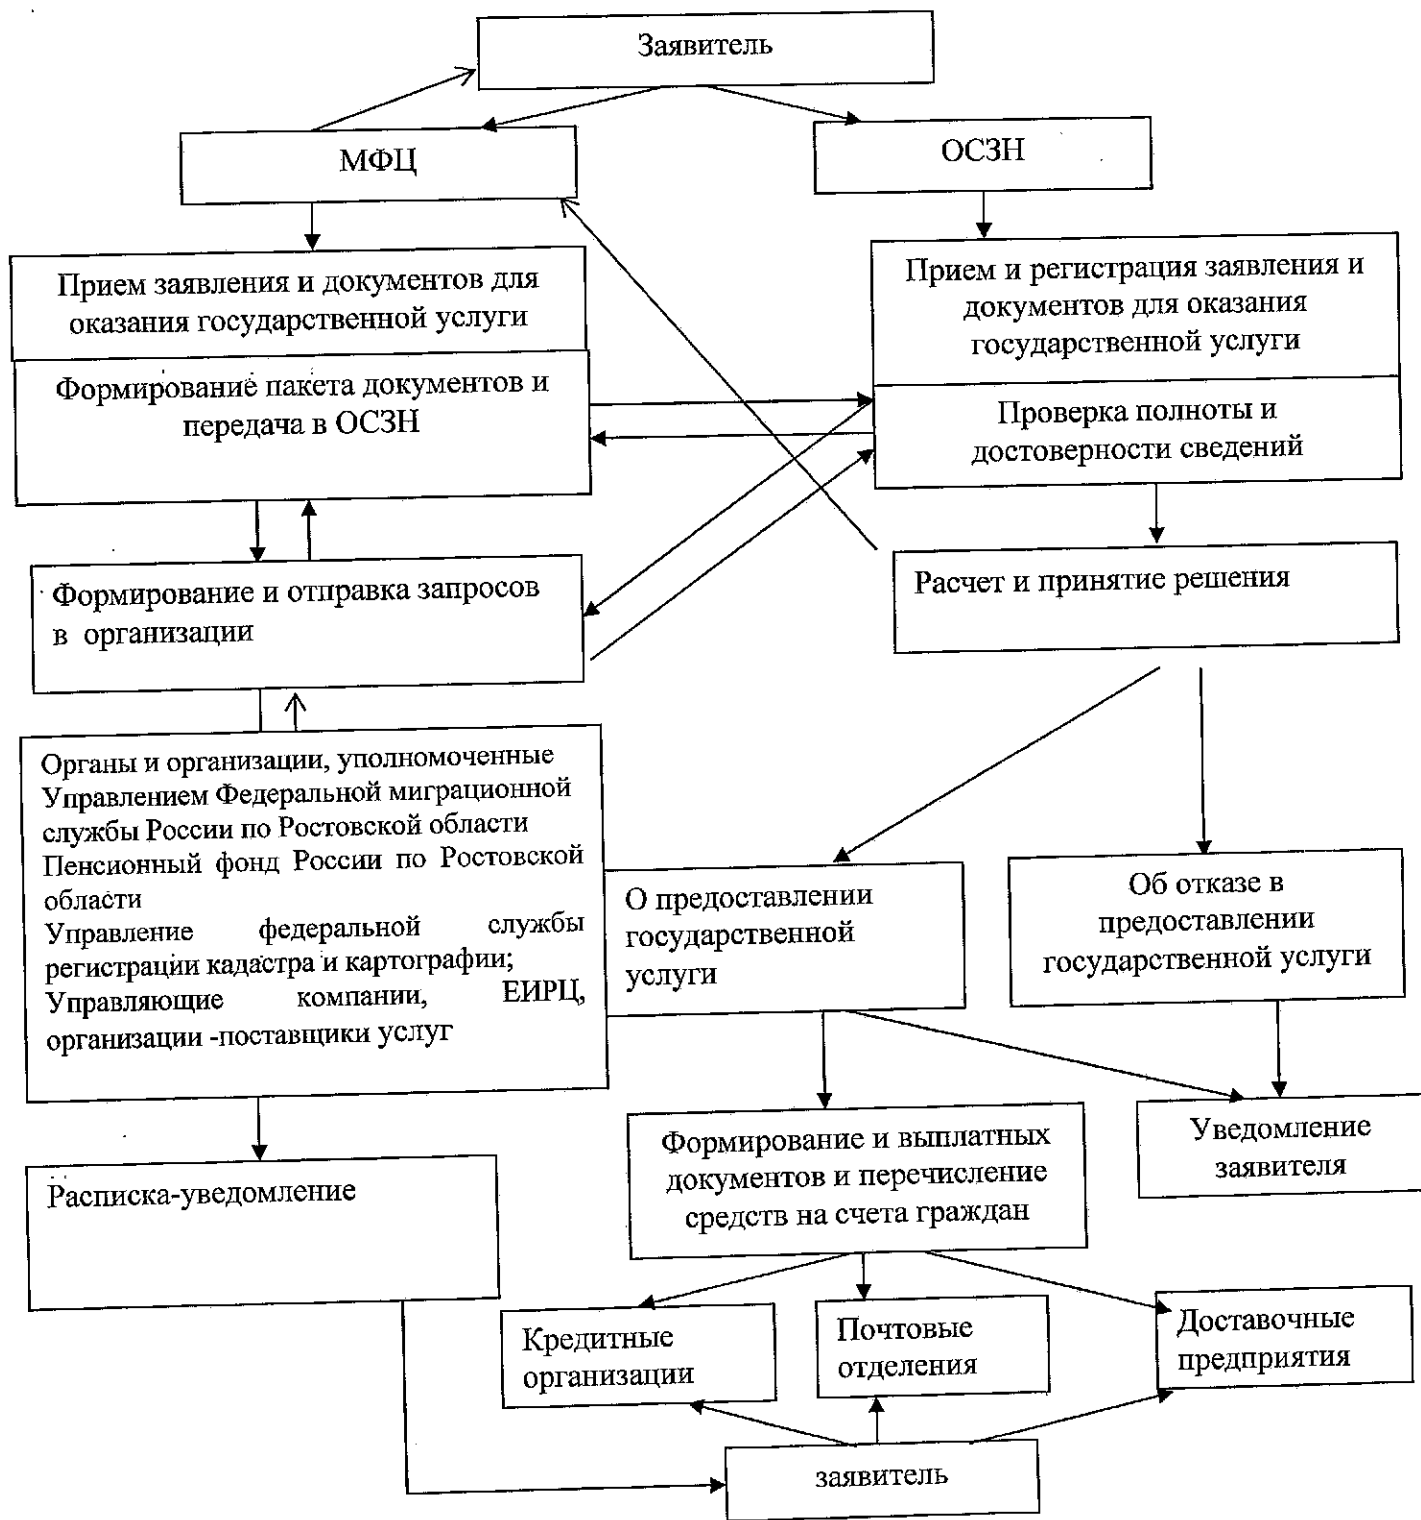 Заявитель
МФЦ
ОСЗН
Прием заявления и документов для
оказания государственной услуги
Прием и регистрация заявления и
документов для оказания
государственной услуги
Формирование пакета документов и
передача в ОСЗН
Проверка полноты и
достоверности сведений
Формирование и отправка запросов
в организации
Расчет и принятие решения
Органы и организации, уполномоченные
Управлением Федеральной миграционной
службы России по Ростовской области
Пенсионный фонд России по Ростовской
области
Управление федеральной службы
регистрации кадастра и картографии;
Управляющие компании, ЕИРЦ,
организации -поставщики услуг
О предоставлении
государственной
услуги
Об отказе в
предоставлении
государственной услуги
Формирование и выплатных
документов и перечисление
средств на счета граждан
Уведомление
заявителя
Расписка-уведомление
Кредитные
организации
Почтовые
отделения
Доставочные
предприятия
заявитель